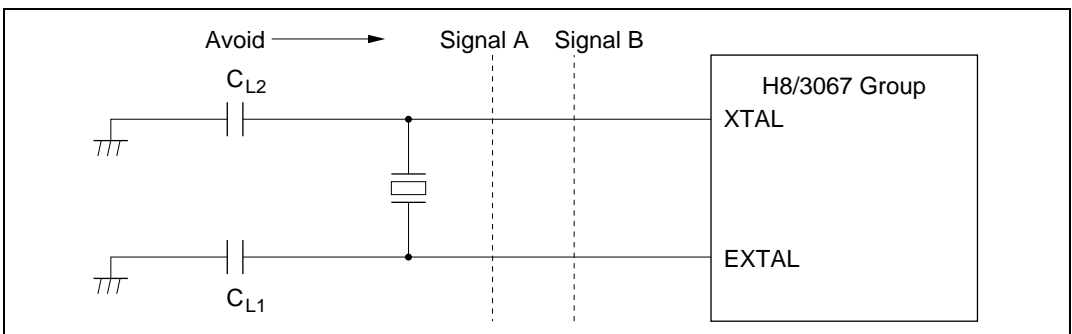 Avoid
Signal A
Signal B
C_L2
H8/3067 Group
XTAL
EXTAL
C_L1